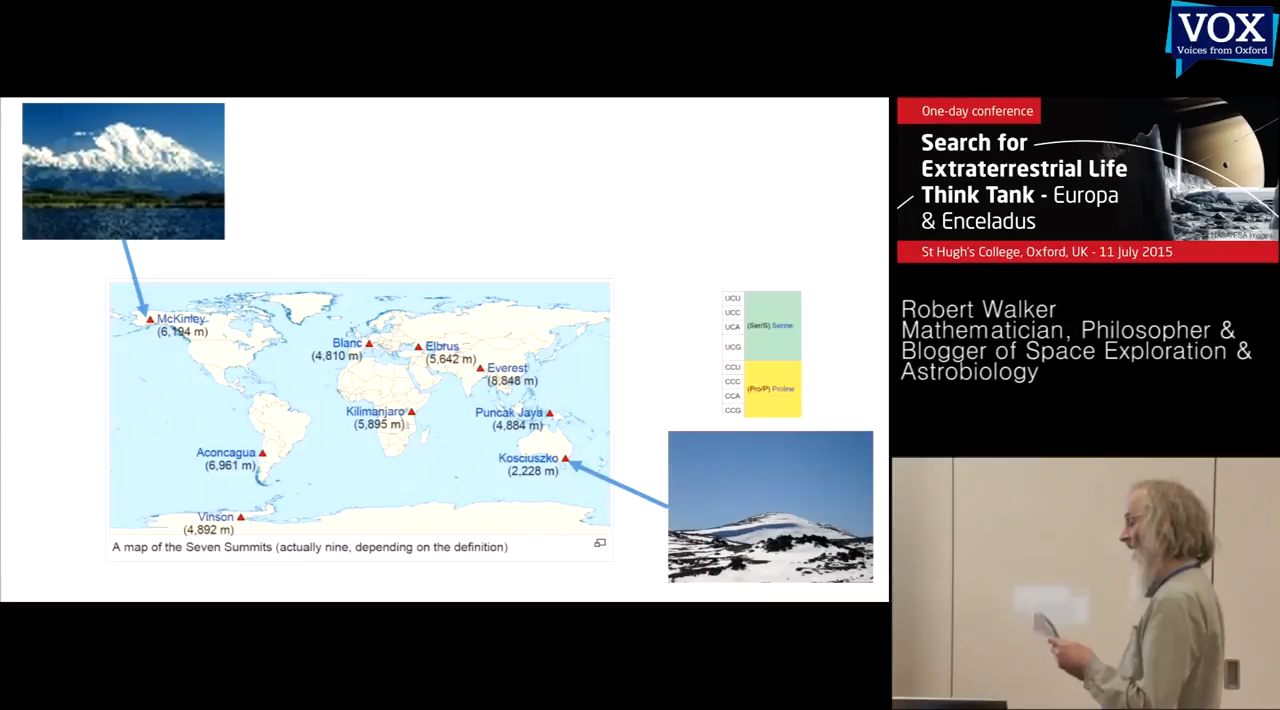 VOX
Voices from Oxford
One-day conference
Search for
Extraterrestrial Life
Think Tank - Europa
& Enceladus
St Hugh's College, Oxford, UK - 11 July 2015
Robert Walker
Mathematician, Philosopher &
Blogger of Space Exploration &
Astrobiology
McKinley
(6,194 m)
Blanc
(4,810 m)
Elbrus
(5,642 m)
Everest
(8,848 m)
Kilimanjaro
(5,895 m)
Puncak Jaya
(4,884 m)
Aconcagua
(6,961 m)
Kosciuszko
(2,228 m)
Vinson
(4,892 m)
A map of the Seven Summits (actually nine, depending on the definition)
UCU
UCC
UCA
UCG
(Ser/S) Serine
CCU
CCC
CCA
CCG
(Pro/P) Proline